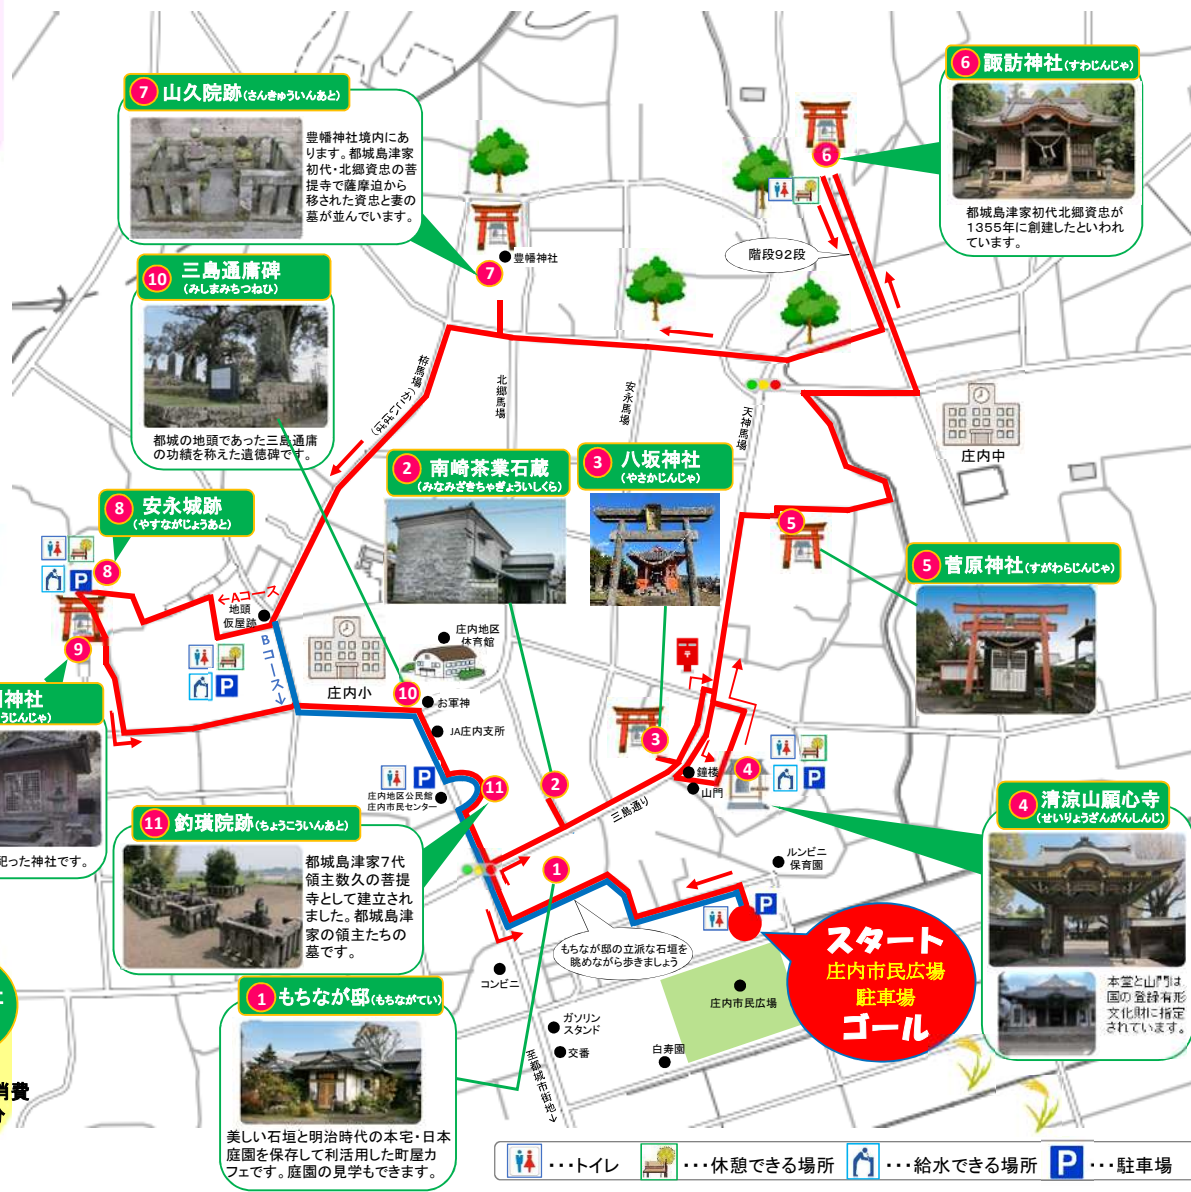 7 山久院跡(さんきゅういんあと)
豊幡神社境内にあ
ります。都城島津家
初代・北郷資忠の菩
提寺で薩摩迫から
移された資忠と妻の
墓が並んでいます。
6 諏訪神社(すわじんじゃ)
都城島津家初代北郷資忠が
1355年に創建したといわれ
ています。
6
階段92段
豊幡神社
7
10 三島通庸碑
(みしまみちつねひ)
都城の地頭であった三島通庸
の功績を称えた遺徳碑です。
枦馬場(かこいばば)
北郷馬場
安永馬場
天神馬場
庄内中
2 南崎茶業石蔵
(みなみざきちゃぎょういしくら)
3 八坂神社
(やさかじんじゃ)
8 安永城跡
(やすながじょうあと)
P
8
5
5 菅原神社(すがわらじんじゃ)
←Aコース
地頭
仮屋跡
Bコース→
9
P
庄内小
庄内地区
体育館
10
お軍神
JA庄内支所
〒
3
鐘楼
山門
4
P
神社
うじんじゃ)
祀った神社です。
P
庄内地区公民館
庄内市民センター
11
2
三島通り
11 釣璜院跡(ちょうこういんあと)
都城島津家7代
領主数久の菩提
寺として建立され
ました。都城島津
家の領主たちの
墓です。
1
ルンビニ
保育園
4 清涼山願心寺
(せいりょうざんがんしんじ)
本堂と山門は
国の登録有形
文化財に指定
されています。
P
もちなが邸の立派な石垣を
眺めながら歩きましょう
スタート
庄内市民広場
駐車場
ゴール
コンビニ
庄内市民広場
ガソリン
スタンド
交番
白寿園
至都城市街地→
1 もちなが邸(もちながてい)
美しい石垣と明治時代の本宅・日本
庭園を保存して利活用した町屋カ
フェです。庭園の見学もできます。
消費
・・・トイレ ・・・休憩できる場所 ・・・給水できる場所 P ・・・駐車場